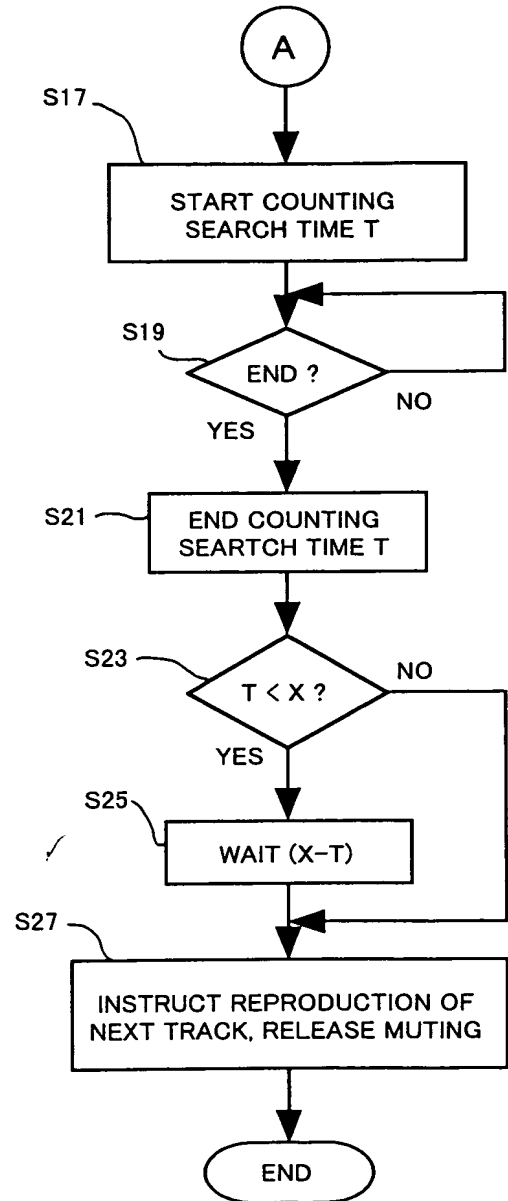 A
S17
START COUNTING
SEARCH TIME T
S19
END ?
NO
YES
S21
END COUNTING
SEARTCH TIME T
S23
T < X ?
NO
YES
S25
WAIT (X-T)
S27
INSTRUCT REPRODUCTION OF
NEXT TRACK, RELEASE MUTING
END